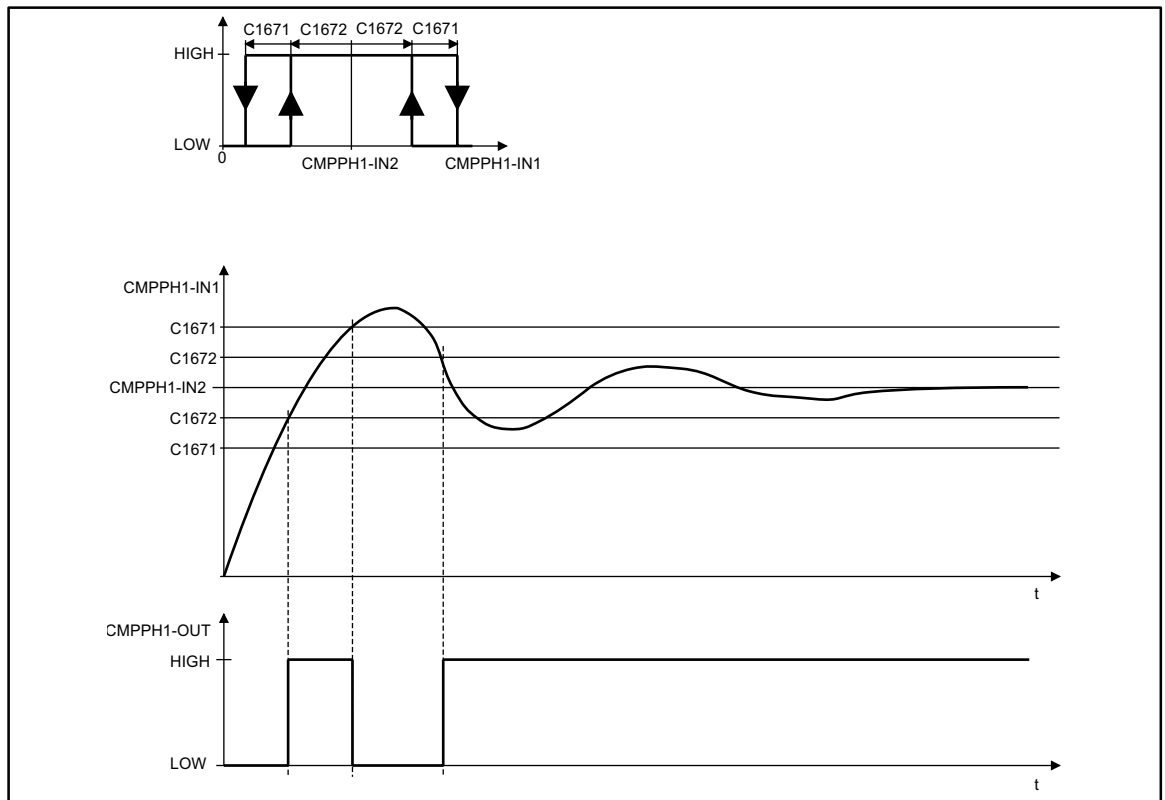 C1671 C1672 C1672 C1671
HIGH
LOW
0
CMPPH1-IN2 CMPPH1-IN1
CMPPH1-IN1
C1671
C1672
CMPPH1-IN2
C1672
C1671
t
CMPPH1-OUT
HIGH
LOW
t